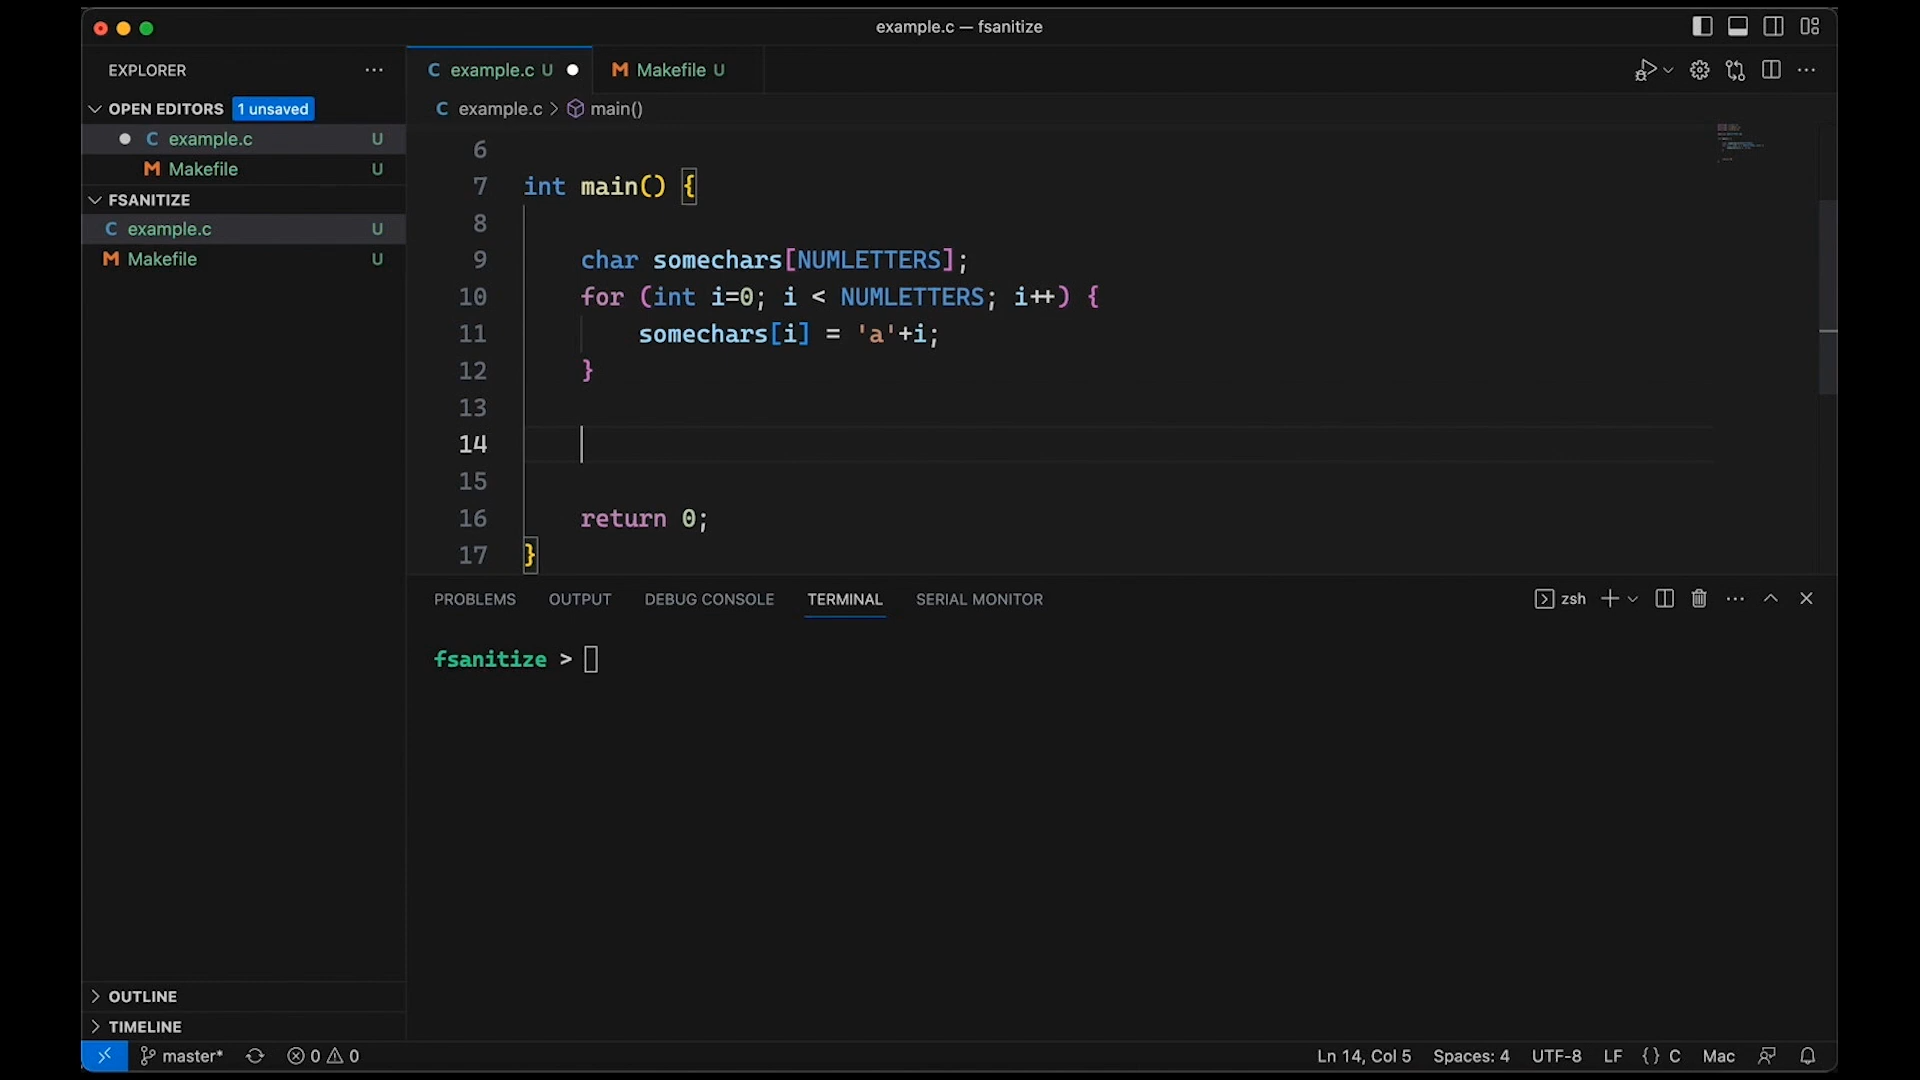 example.c — fsanitize
EXPLORER
OPEN EDITORS 1 unsaved
example.c U
Makefile U
FSANITIZE
example.c U
Makefile U
OUTLINE
TIMELINE
C example.c U
M Makefile U
C example.c > main()
6
7 int main() {
8
9 char somechars[NUMLETTERS];
10 for (int i=0; i < NUMLETTERS; i++) {
11 somechars[i] = 'a'+i;
12 }
13
14
15
16 return 0;
17 }
PROBLEMS OUTPUT DEBUG CONSOLE TERMINAL SERIAL MONITOR
zsh
fsanitize >
master* 0 0 Ln 14, Col 5 Spaces: 4 UTF-8 LF {} C Mac